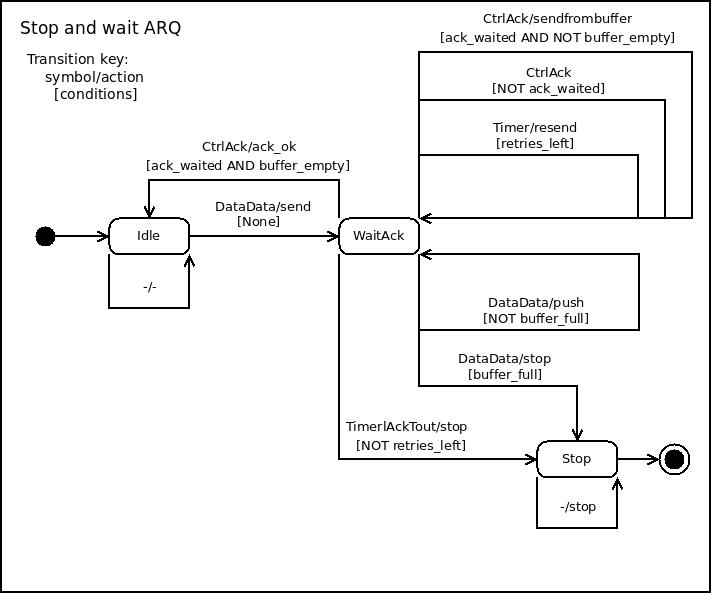 Stop and wait ARQ
Transition key:
symbol/action
[conditions]
CtrlAck/sendfrombuffer
[ack_waited AND NOT buffer_empty]
CtrlAck
[NOT ack_waited]
Timer/resend
[retries_left]
CtrlAck/ack_ok
[ack_waited AND buffer_empty]
DataData/send
[None]
Idle
WaitAck
-/-
DataData/push
[NOT buffer_full]
DataData/stop
[buffer_full]
TimerlAckTout/stop
[NOT retries_left]
Stop
-/stop